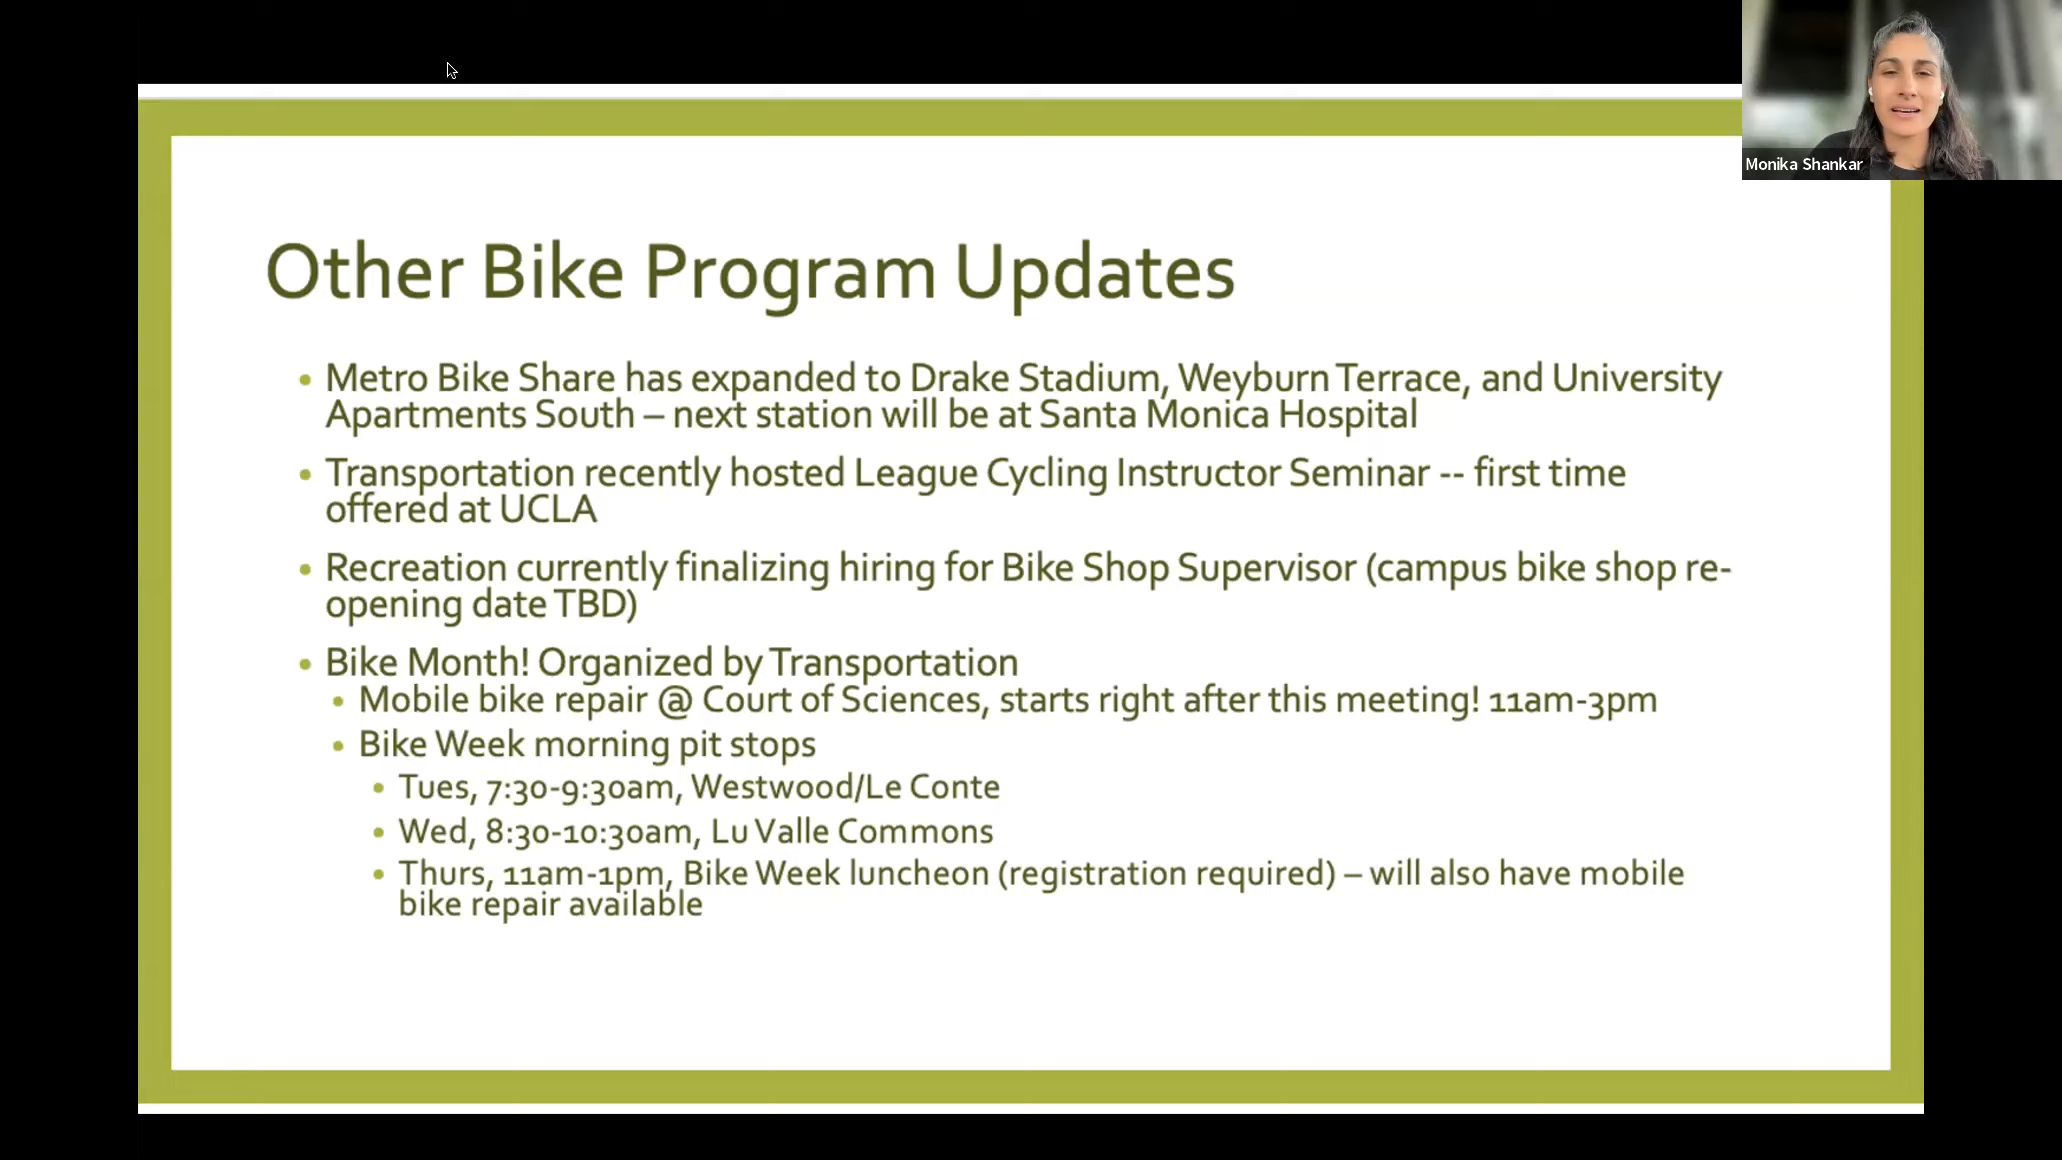 Monika Shankar
Other Bike Program Updates
• Metro Bike Share has expanded to Drake Stadium, Weyburn Terrace, and University
Apartments South – next station will be at Santa Monica Hospital
• Transportation recently hosted League Cycling Instructor Seminar -- first time
offered at UCLA
• Recreation currently finalizing hiring for Bike Shop Supervisor (campus bike shop re-
opening date TBD)
• Bike Month! Organized by Transportation
• Mobile bike repair @ Court of Sciences, starts right after this meeting! 11am-3pm
• Bike Week morning pit stops
• Tues, 7:30-9:30am, Westwood/Le Conte
• Wed, 8:30-10:30am, Lu Valle Commons
• Thurs, 11am-1pm, Bike Week luncheon (registration required) – will also have mobile
bike repair available